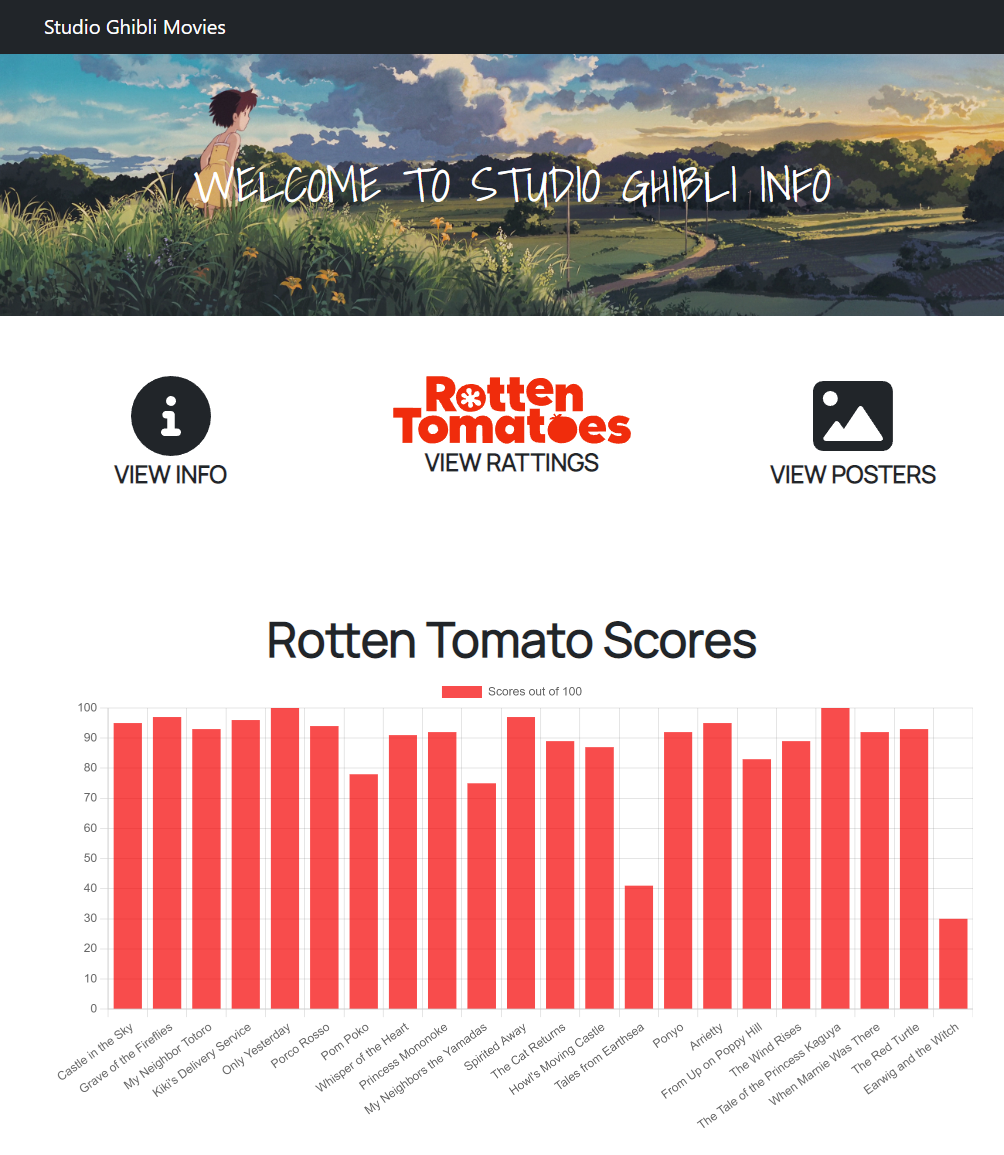 Studio Ghibli Movies
WELCOME TO STUDIO GHIBLI INFO
VIEW INFO
Rotten
Tomatoes
VIEW RATTINGS
VIEW POSTERS
Rotten Tomato Scores
Scores out of 100
100
90
80
70
60
50
40
30
20
10
0
Castle in the Sky
Grave of the Fireflies
My Neighbor Totoro
Kiki's Delivery Service
Only Yesterday
Porco Rosso
Pom Poko
Whisper of the Heart
Princess Mononoke
My Neighbors the Yamadas
Spirited Away
The Cat Returns
Howl's Moving Castle
Tales from Earthsea
Ponyo
Arrietty
From Up on Poppy Hill
The Wind Rises
The Tale of the Princess Kaguya
When Marnie Was There
The Red Turtle
Earwig and the Witch